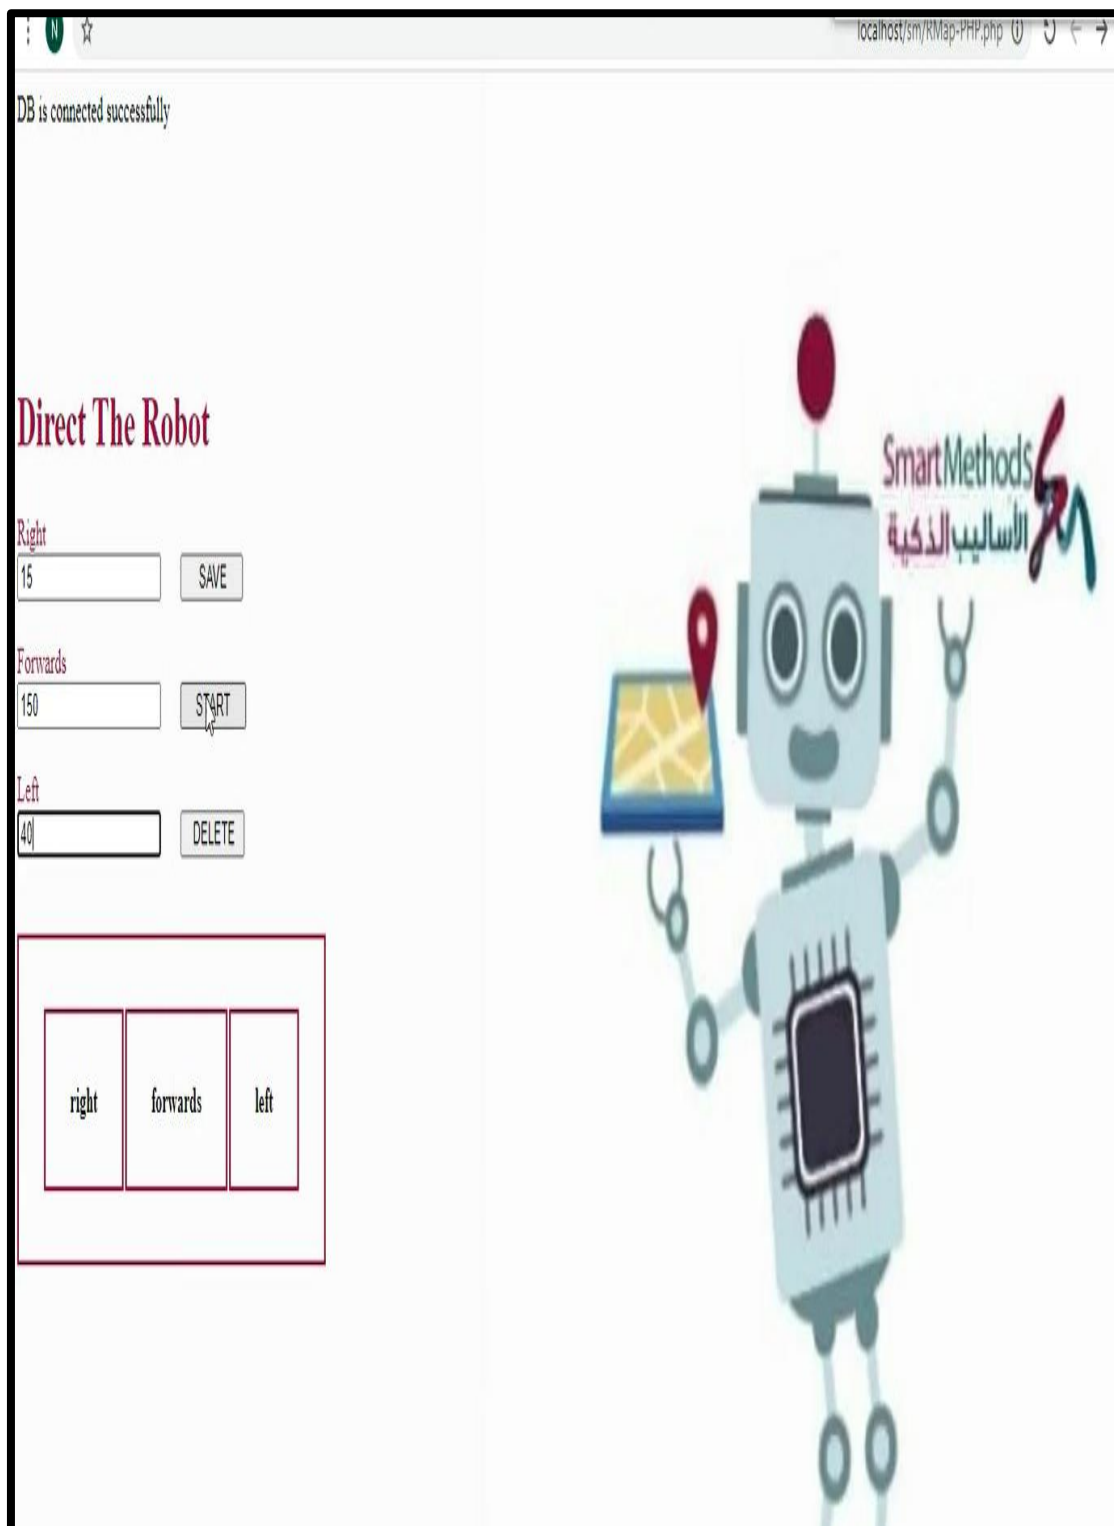 N
localhost/sm/RMap-PHP.php
DB is connected successfully
Direct The Robot
Right
15
SAVE
Forwards
150
START
Left
40
DELETE
right forwards left
SmartMethods
الأساليب الذكية